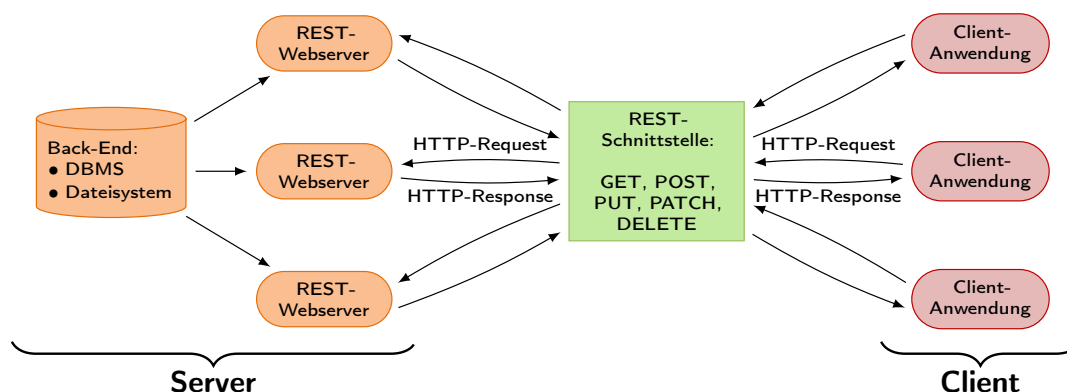 REST-
Webserver
Client-
Anwendung
Back-End:
● DBMS
● Dateisystem
REST-
Webserver
HTTP-Request
HTTP-Response
REST-
Schnittstelle:
GET, POST,
PUT, PATCH,
DELETE
HTTP-Request
HTTP-Response
Client-
Anwendung
REST-
Webserver
Client-
Anwendung
Server
Client